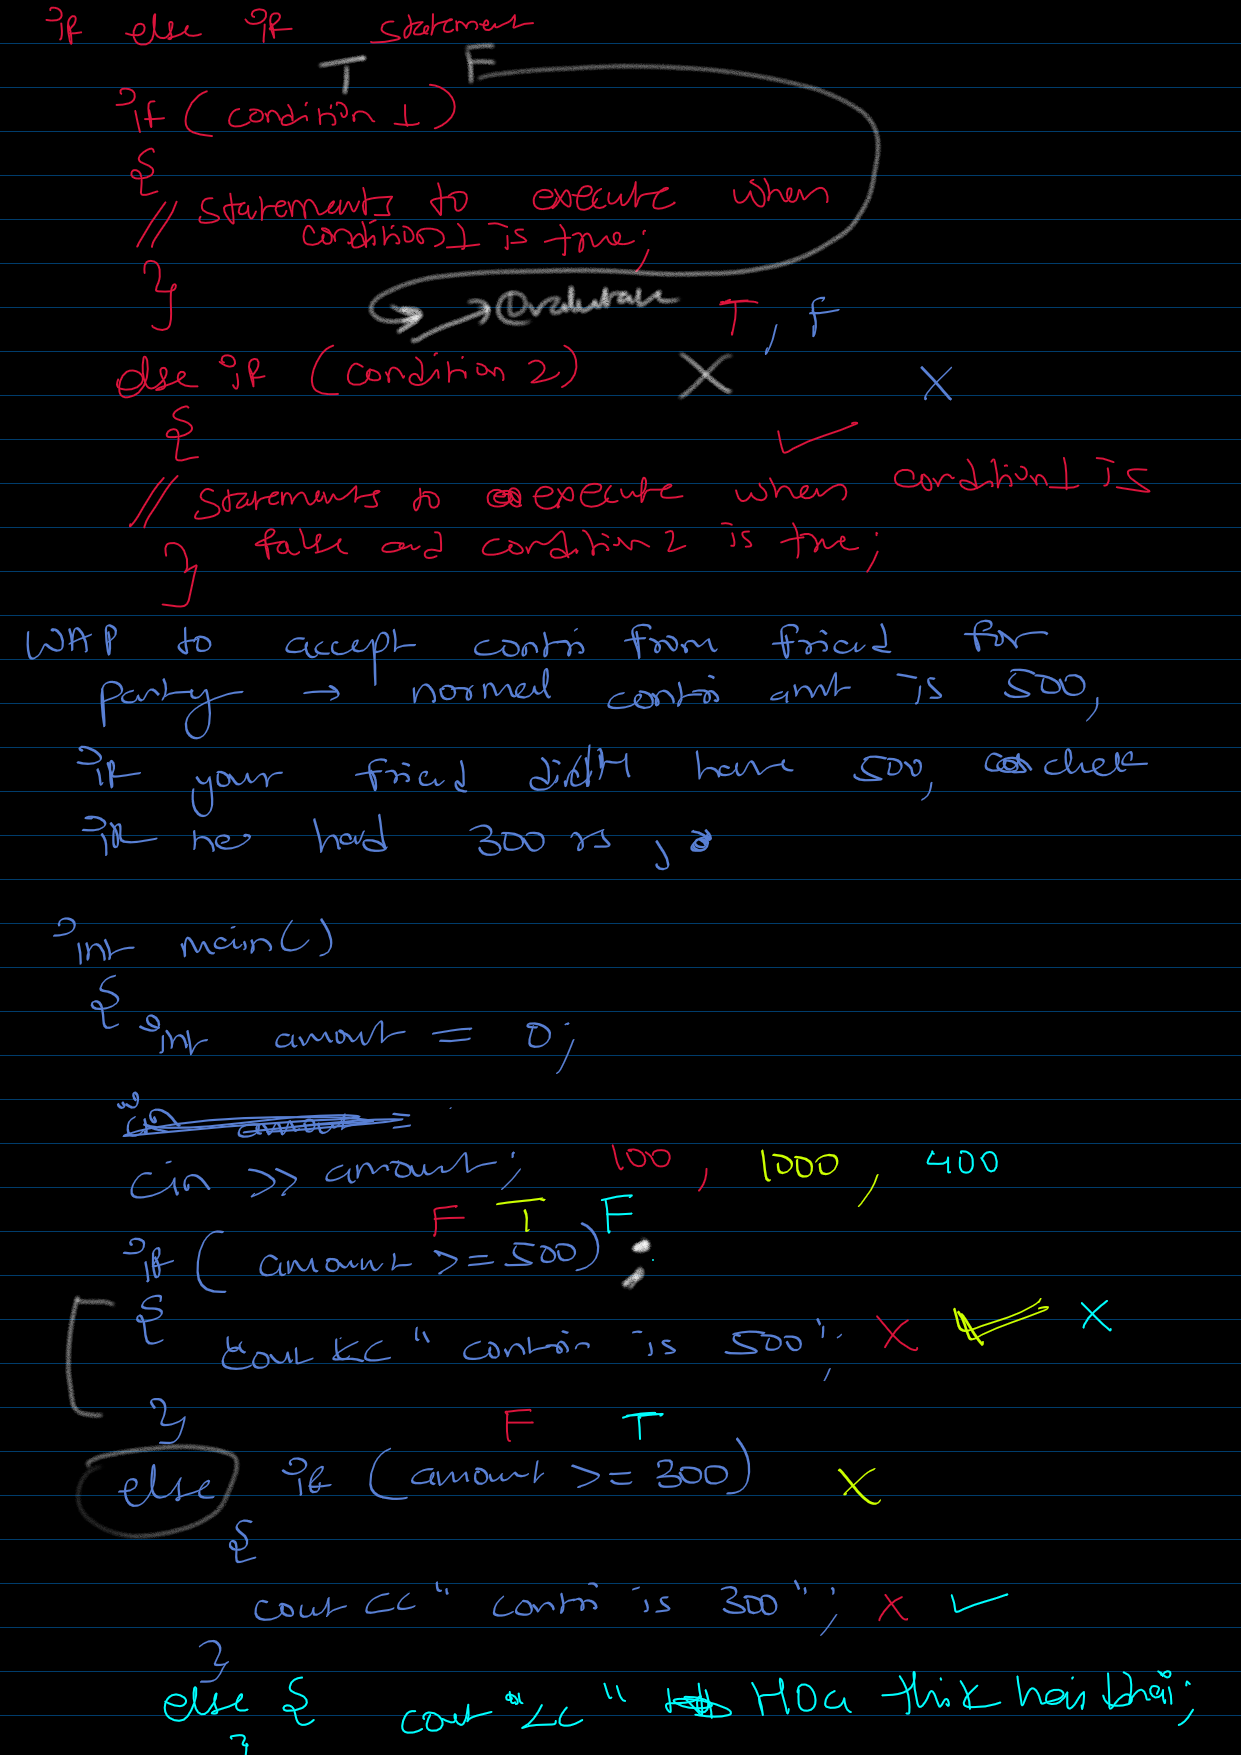 if else if statement
T F
if (condition 1)
{
// statements to execute when
condition1 is true;
}
T, F
else if (condition 2) X X
{
✓
// statements to execute when condition1 is
false and condition2 is true;
}
WAP to accept contri from friend for
party → normal contri amt is 500,
if your friend didn't have 500, check
if he had 300 rs,
int main()
{
int amount = 0;
cin >> amount; 100, 1000, 400
F T F
if ( amount >= 500) ;
{
cout << " contri is 500"; X ✓ X
}
F T
else if (amount >= 300) X
{
cout << " contri is 300"; X ✓
}
else { cout << " Hoa thik hai bhai;
}